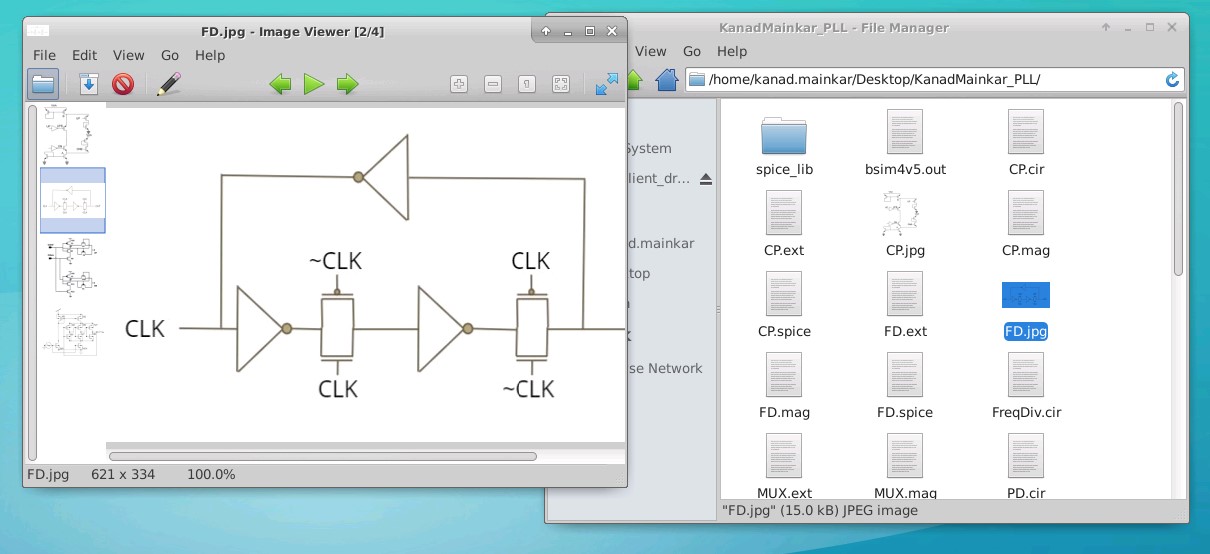 FD.jpg - Image Viewer [2/4]
File Edit View Go Help
~CLK
CLK
CLK
CLK
~CLK
FD.jpg 621 x 334 100.0%
KanadMainkar_PLL - File Manager
View Go Help
/home/kanad.mainkar/Desktop/KanadMainkar_PLL/
System
lient_dr...
d.mainkar
top
se Network
spice_lib
bsim4v5.out
CP.cir
CP.ext
CP.jpg
CP.mag
CP.spice
FD.ext
FD.jpg
FD.mag
FD.spice
FreqDiv.cir
MUX.ext
MUX.mag
PD.cir
"FD.jpg" (15.0 kB) JPEG image